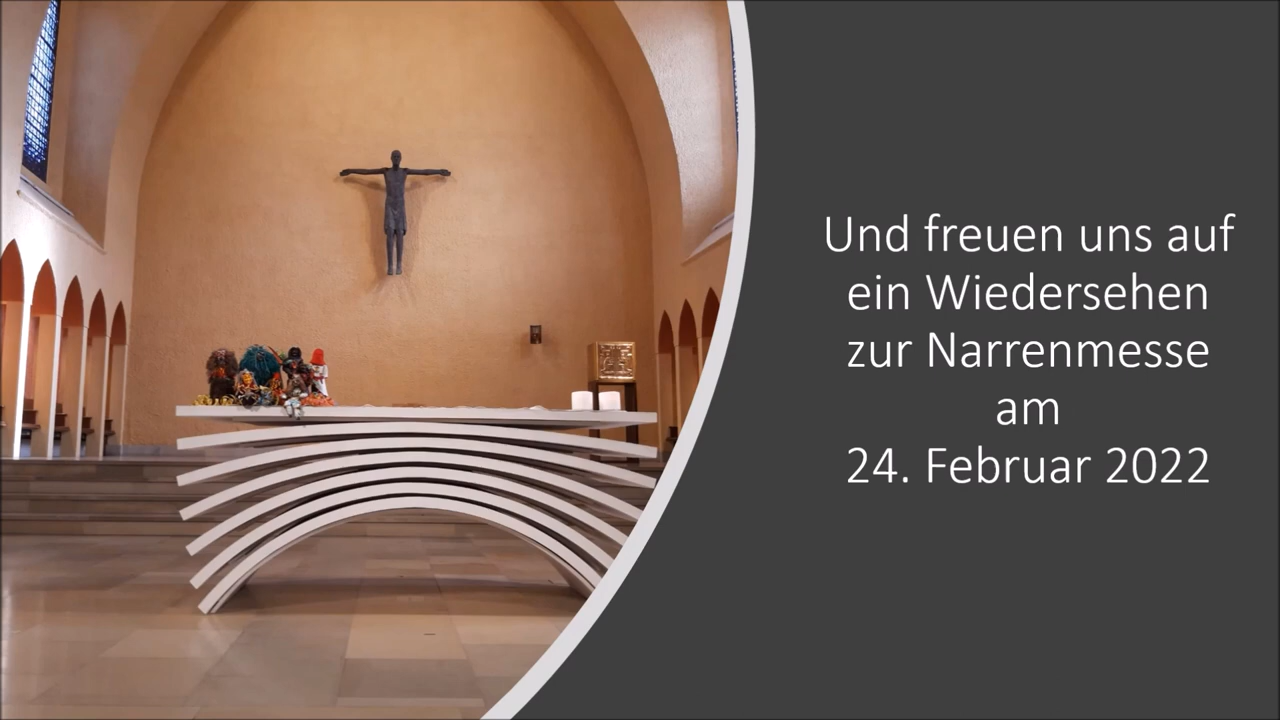 Und freuen uns auf
ein Wiedersehen
zur Narrenmesse
am
24. Februar 2022